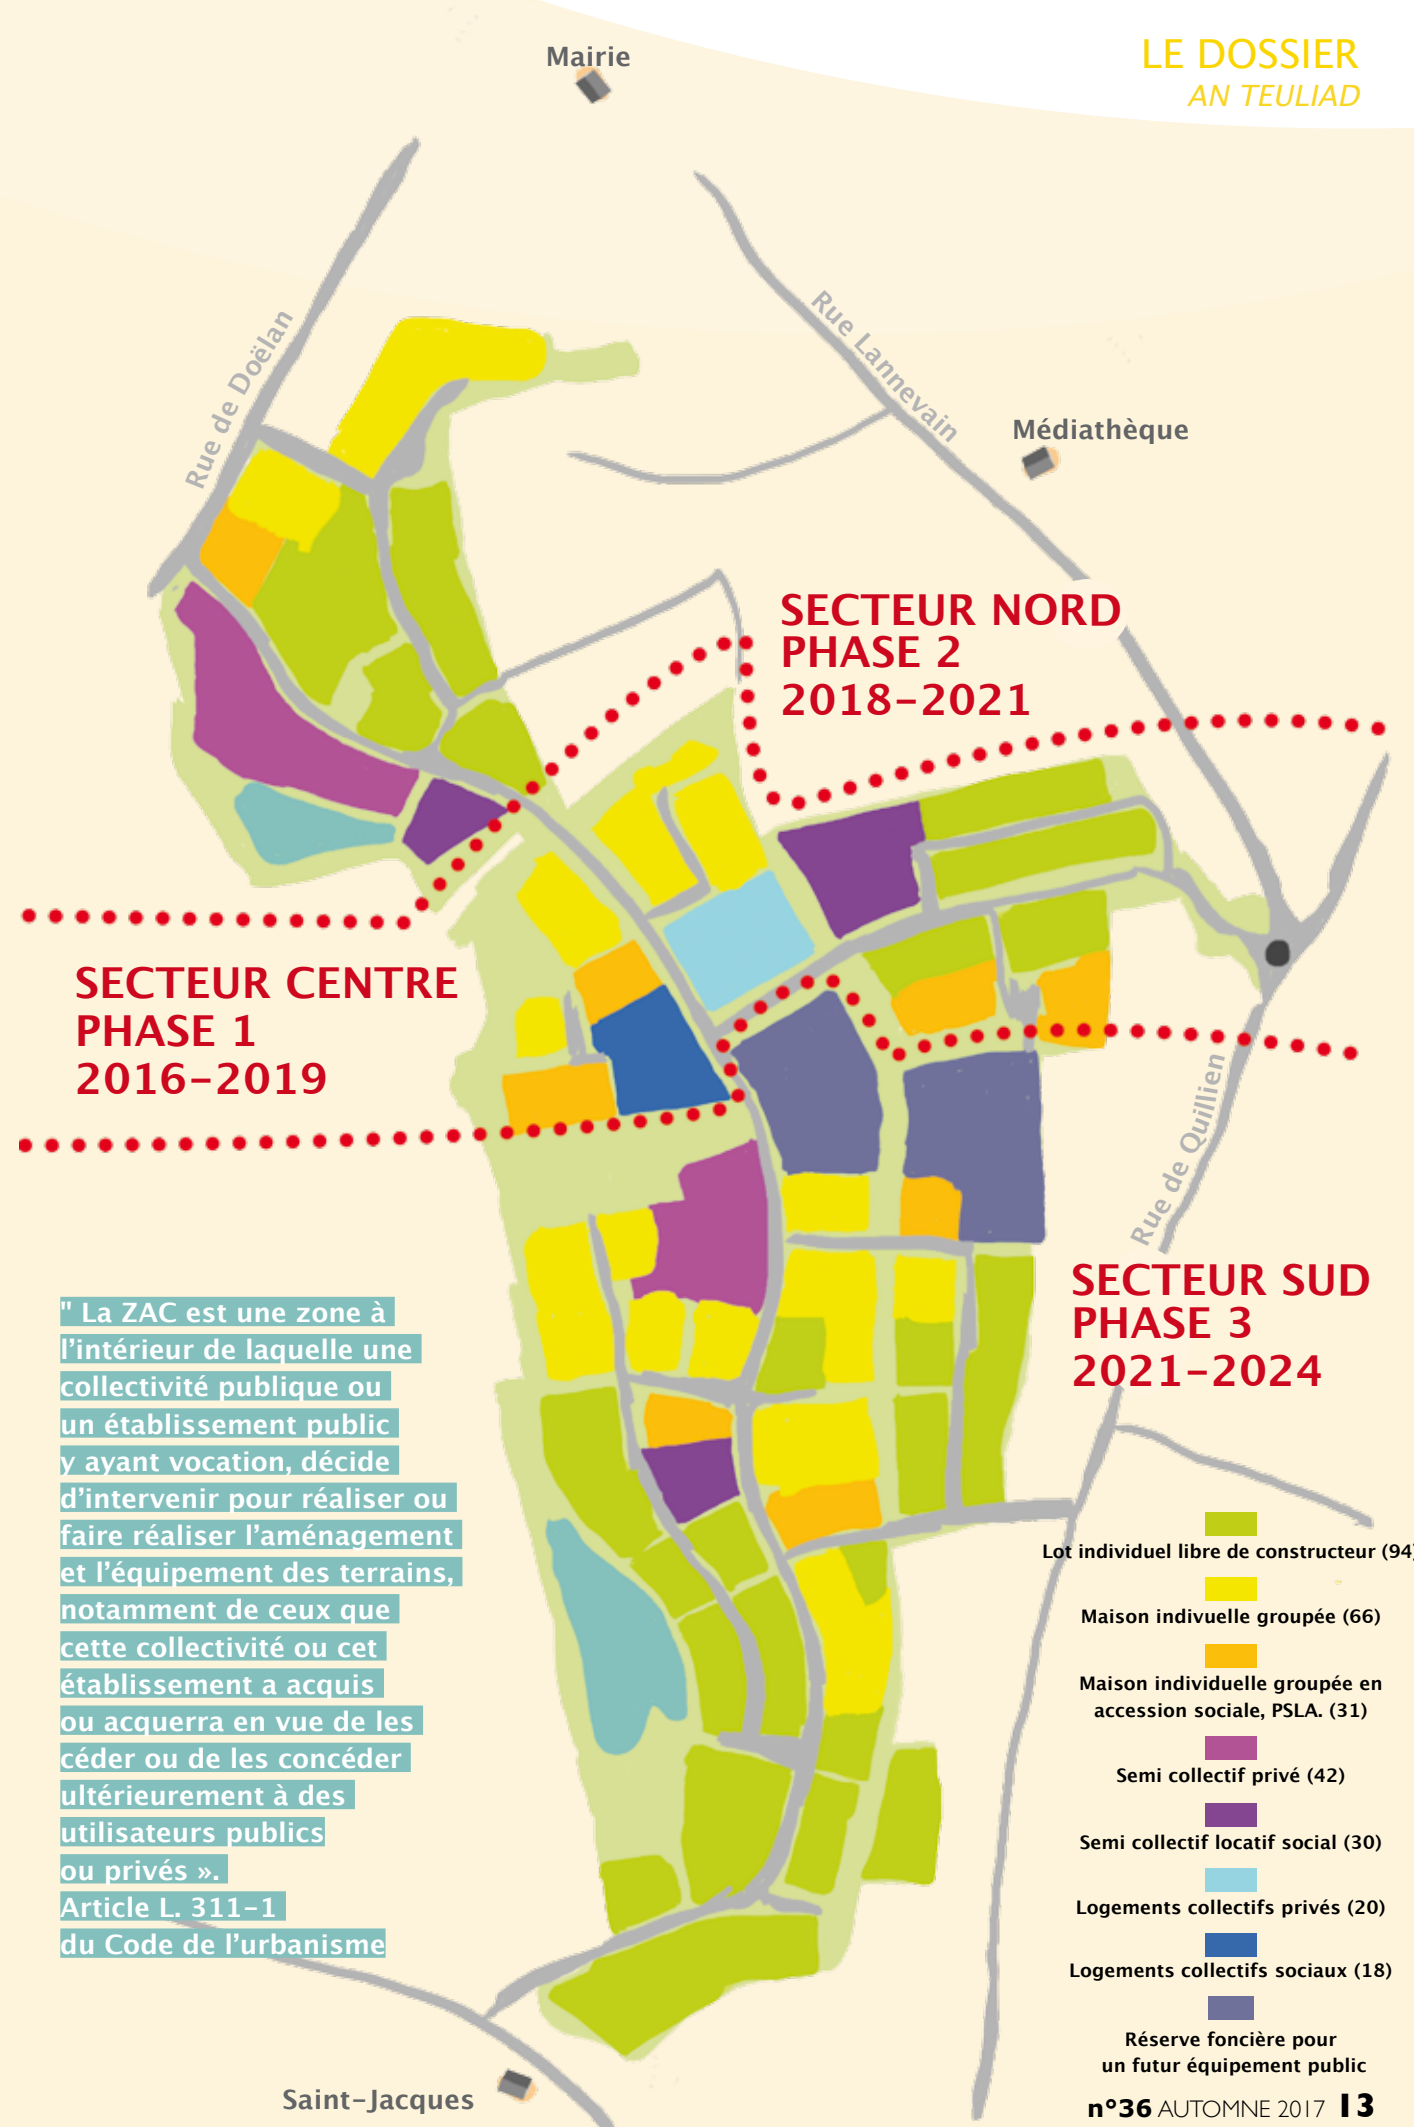 LE DOSSIER
AN TEULIAD
Mairie
Rue de Doëlan
Rue Lannevain
Médiathèque
SECTEUR NORD
PHASE 2
2018-2021
SECTEUR CENTRE
PHASE 1
2016-2019
Rue de Quillien
SECTEUR SUD
PHASE 3
2021-2024
" La ZAC est une zone à
l'intérieur de laquelle une
collectivité publique ou
un établissement public
y ayant vocation, décide
d'intervenir pour réaliser ou
faire réaliser l'aménagement
et l'équipement des terrains,
notamment de ceux que
cette collectivité ou cet
établissement a acquis
ou acquerra en vue de les
céder ou de les concéder
ultérieurement à des
utilisateurs publics
ou privés ».
Article L. 311-1
du Code de l'urbanisme
Lot individuel libre de constructeur (94)
Maison indivuelle groupée (66)
Maison individuelle groupée en
accession sociale, PSLA. (31)
Semi collectif privé (42)
Semi collectif locatif social (30)
Logements collectifs privés (20)
Logements collectifs sociaux (18)
Réserve foncière pour
un futur équipement public
Saint-Jacques
n°36 AUTOMNE 2017 13